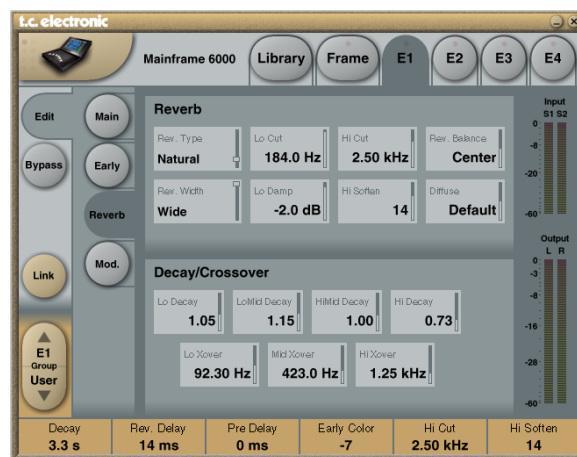 t.c. electronic
Mainframe 6000
Library
Frame
E1
E2
E3
E4
Edit
Bypass
Link
E1
Group
User
Main
Early
Reverb
Mod.
Reverb
Rev. Type
Natural
Lo Cut
184.0 Hz
Hi Cut
2.50 kHz
Rev. Balance
Center
Rev. Width
Wide
Lo Damp
-2.0 dB
Hi Soften
14
Diffuse
Default
Decay/Crossover
Lo Decay
1.05
LoMid Decay
1.15
HiMid Decay
1.00
Hi Decay
0.73
Lo Xover
92.30 Hz
Mid Xover
423.0 Hz
Hi Xover
1.25 kHz
Input
S1 S2
0
-8
-20
-60
Output
L R
0
-3
-8
-16
-28
-60
Decay
3.3 s
Rev. Delay
14 ms
Pre Delay
0 ms
Early Color
-7
Hi Cut
2.50 kHz
Hi Soften
14